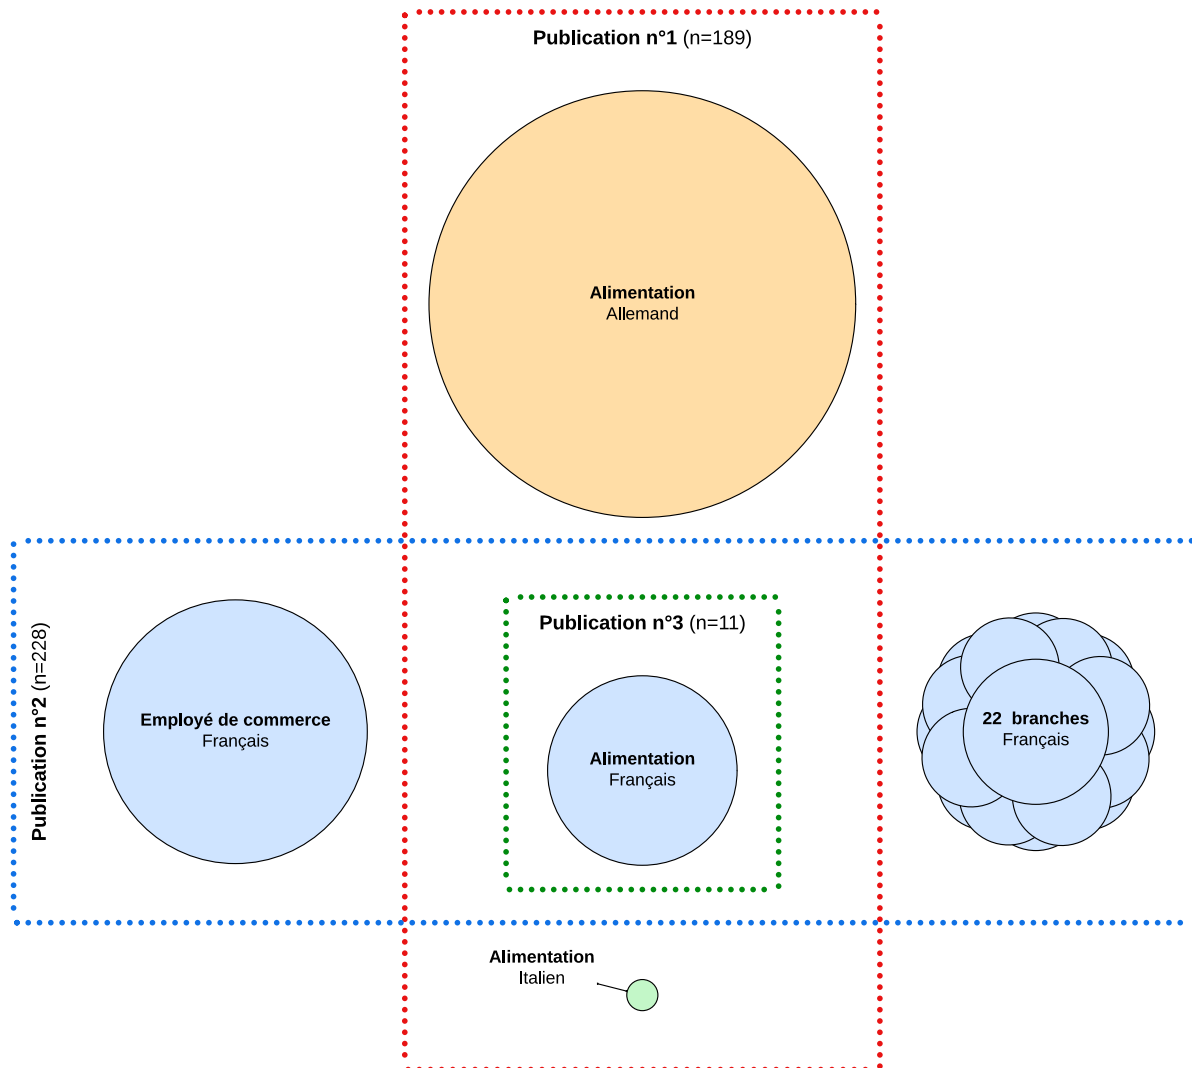 Publication n°1 (n=189)
Alimentation
Allemand
Publication n°2 (n=228)
Employé de commerce
Français
Publication n°3 (n=11)
Alimentation
Français
22 branches
Français
Alimentation
Italien